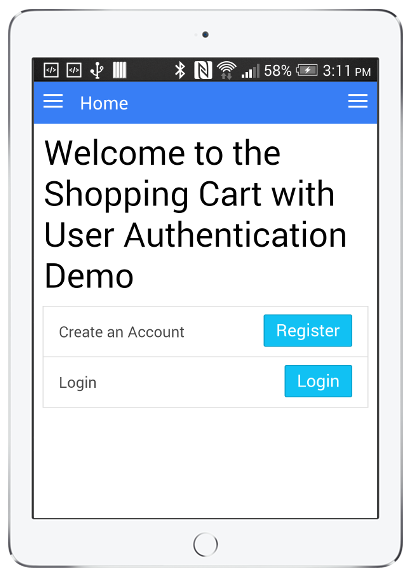 58% 3:11 PM
Home
Welcome to the
Shopping Cart with
User Authentication
Demo
Create an Account Register
Login Login